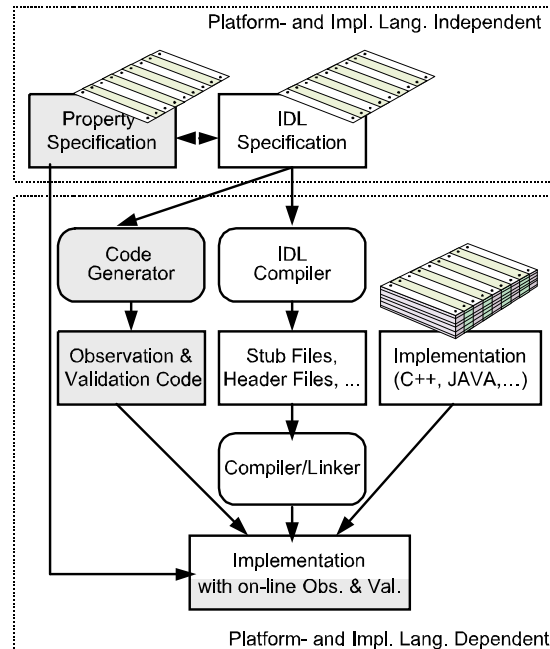 Platform- and Impl. Lang. Independent
Property
Specification
IDL
Specification
Code
Generator
IDL
Compiler
Observation &
Validation Code
Stub Files,
Header Files, ...
Implementation
(C++, JAVA,...)
Compiler/Linker
Implementation
with on-line Obs. & Val.
Platform- and Impl. Lang. Dependent